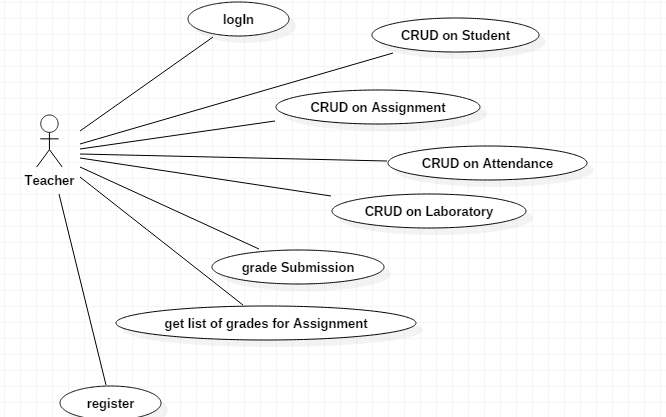 logIn
CRUD on Student
CRUD on Assignment
CRUD on Attendance
Teacher
CRUD on Laboratory
grade Submission
get list of grades for Assignment
register